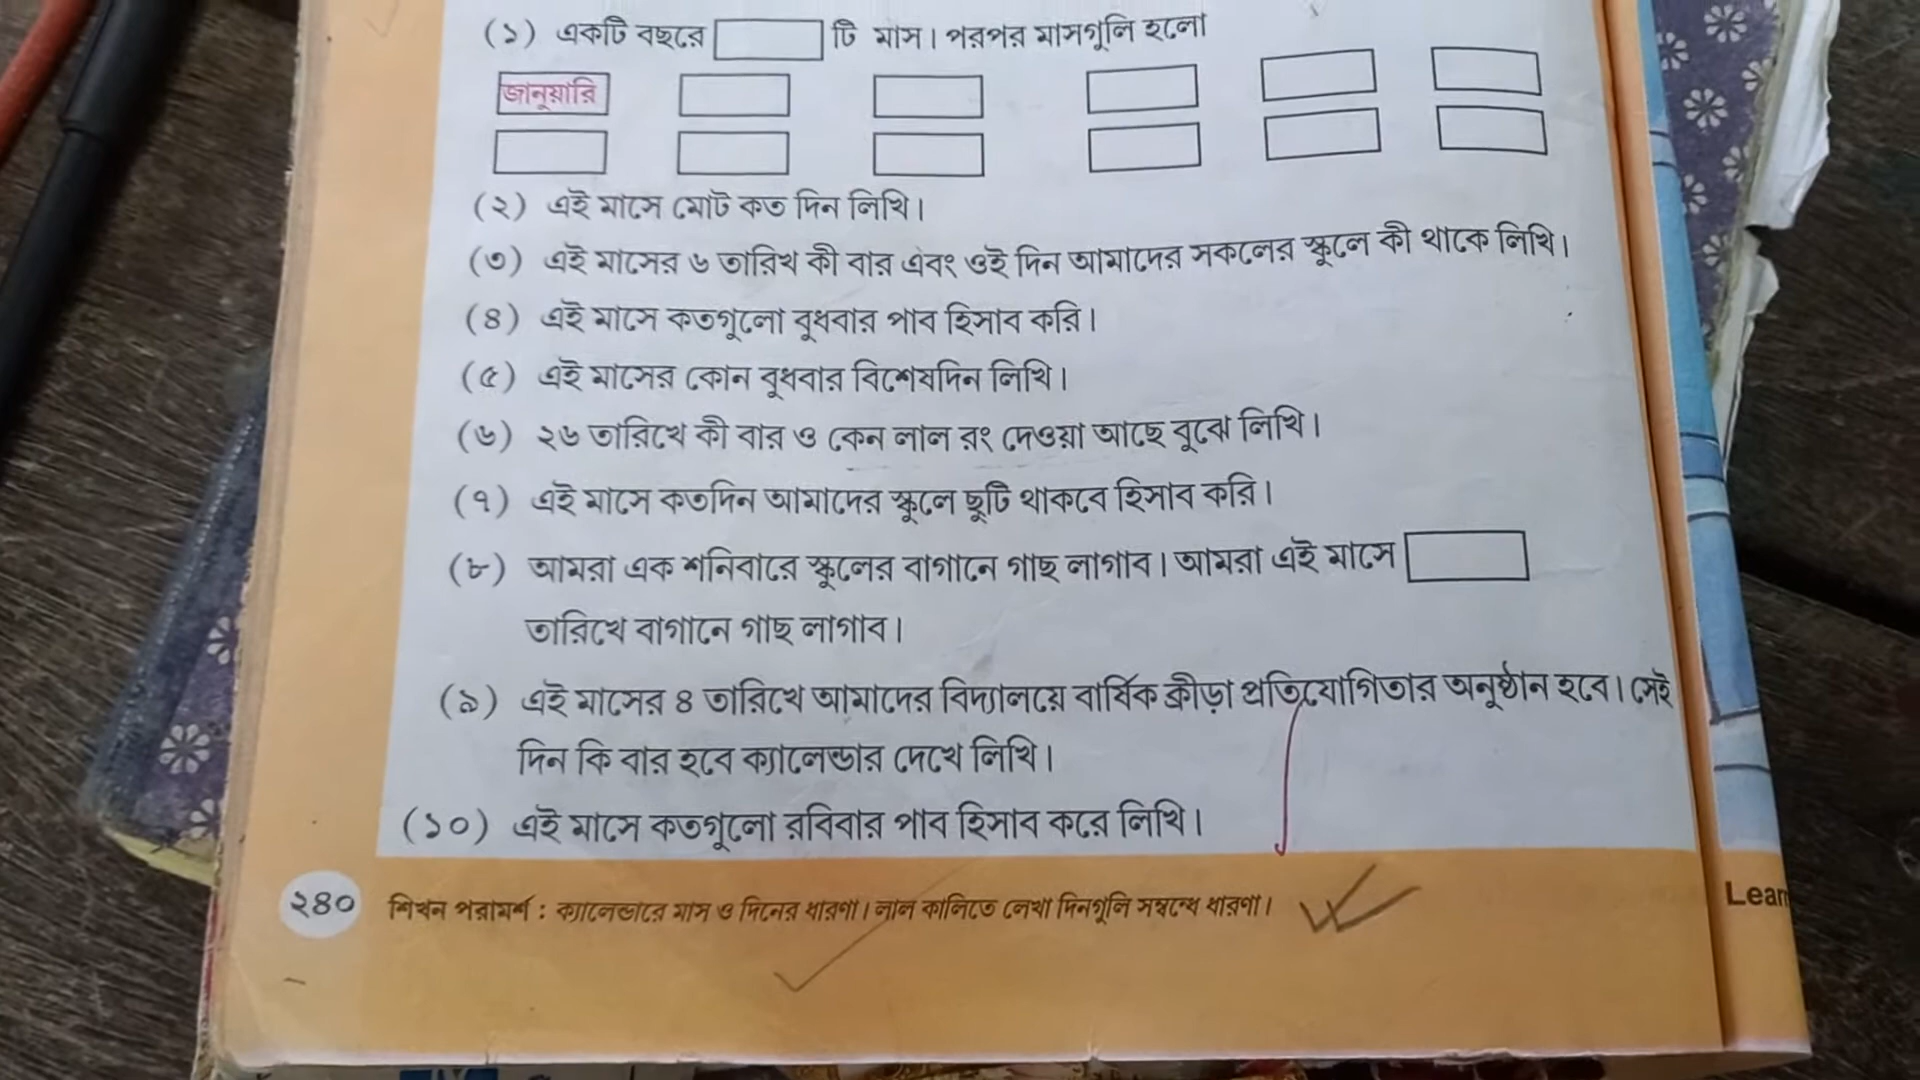 (১) একটি বছরে টি মাস। পরপর মাসগুলি হলো
জানুয়ারি
(২) এই মাসে মোট কত দিন লিখি।
(৩) এই মাসের ৬ তারিখ কী বার এবং ওই দিন আমাদের সকলের স্কুলে কী থাকে লিখি।
(৪) এই মাসে কতগুলো বুধবার পাব হিসাব করি।
(৫) এই মাসের কোন বুধবার বিশেষদিন লিখি।
(৬) ২৬ তারিখে কী বার ও কেন লাল রং দেওয়া আছে বুঝে লিখি।
(৭) এই মাসে কতদিন আমাদের স্কুলে ছুটি থাকবে হিসাব করি।
(৮) আমরা এক শনিবারে স্কুলের বাগানে গাছ লাগাব। আমরা এই মাসে
তারিখে বাগানে গাছ লাগাব।
(৯) এই মাসের ৪ তারিখে আমাদের বিদ্যালয়ে বার্ষিক ক্রীড়া প্রতিযোগিতার অনুষ্ঠান হবে। সেই
দিন কি বার হবে ক্যালেন্ডার দেখে লিখি।
(১০) এই মাসে কতগুলো রবিবার পাব হিসাব করে লিখি।
২৪০ শিখন পরামর্শ : ক্যালেন্ডারে মাস ও দিনের ধারণা। লাল কালিতে লেখা দিনগুলি সম্বন্ধে ধারণা।